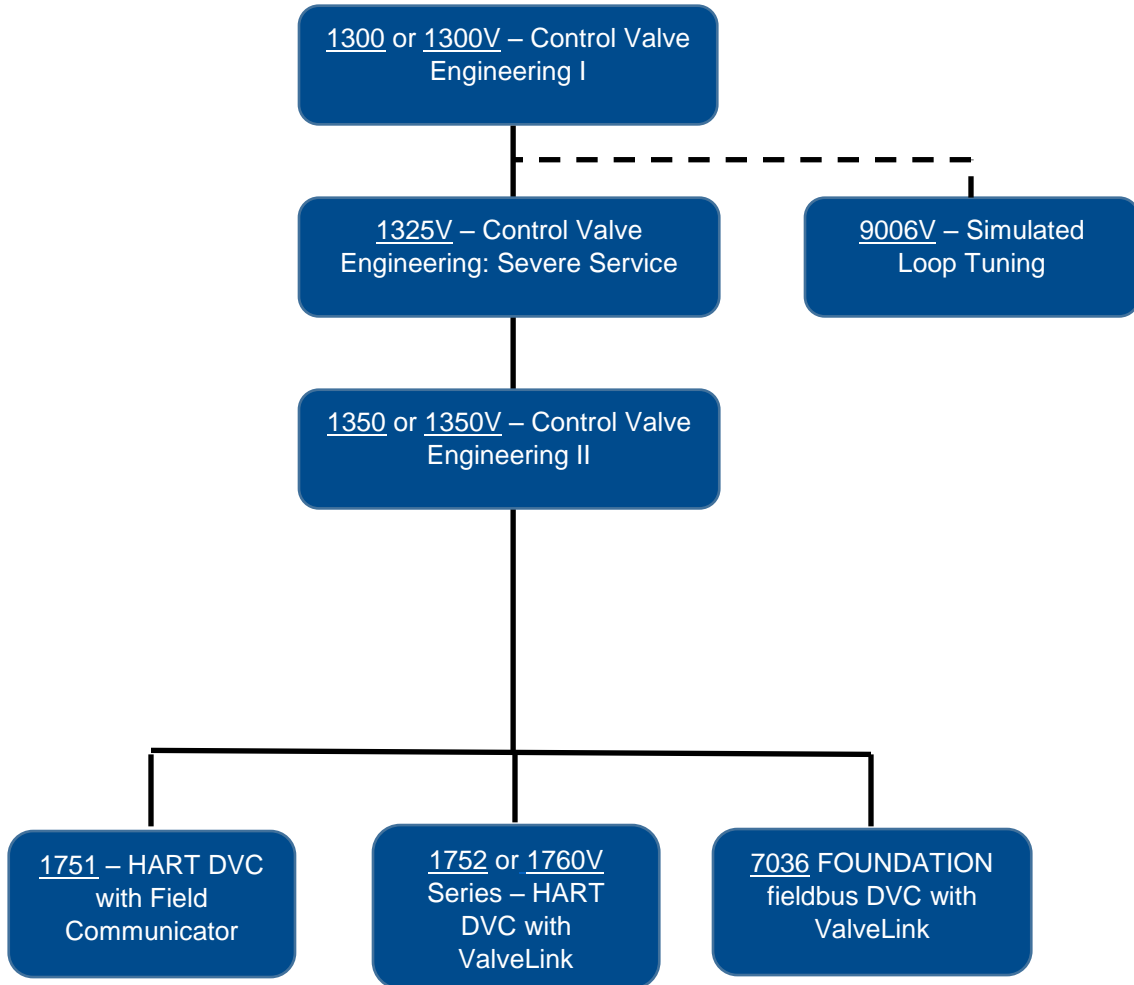 1300 or 1300V – Control Valve
Engineering I
1325V – Control Valve
Engineering: Severe Service
9006V – Simulated
Loop Tuning
1350 or 1350V – Control Valve
Engineering II
1751 – HART DVC
with Field
Communicator
1752 or 1760V
Series – HART
DVC with
ValveLink
7036 FOUNDATION
fieldbus DVC with
ValveLink